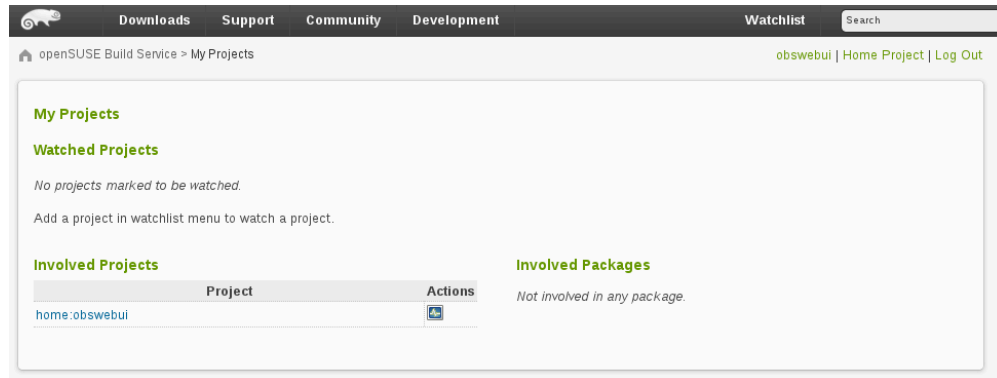 Downloads Support Community Development Watchlist Search
openSUSE Build Service > My Projects obswebui | Home Project | Log Out
My Projects
Watched Projects
No projects marked to be watched.
Add a project in watchlist menu to watch a project.
Involved Projects
Project Actions
home:obswebui
Involved Packages
Not involved in any package.